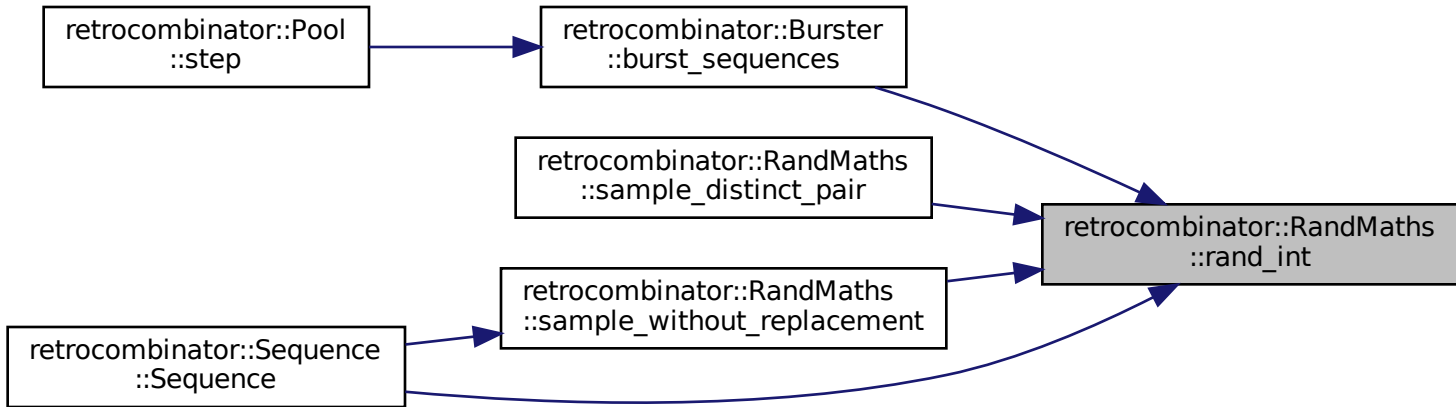 retrocombinator::Pool
::step
retrocombinator::Burster
::burst_sequences
retrocombinator::RandMaths
::sample_distinct_pair
retrocombinator::RandMaths
::rand_int
retrocombinator::RandMaths
::sample_without_replacement
retrocombinator::Sequence
::Sequence